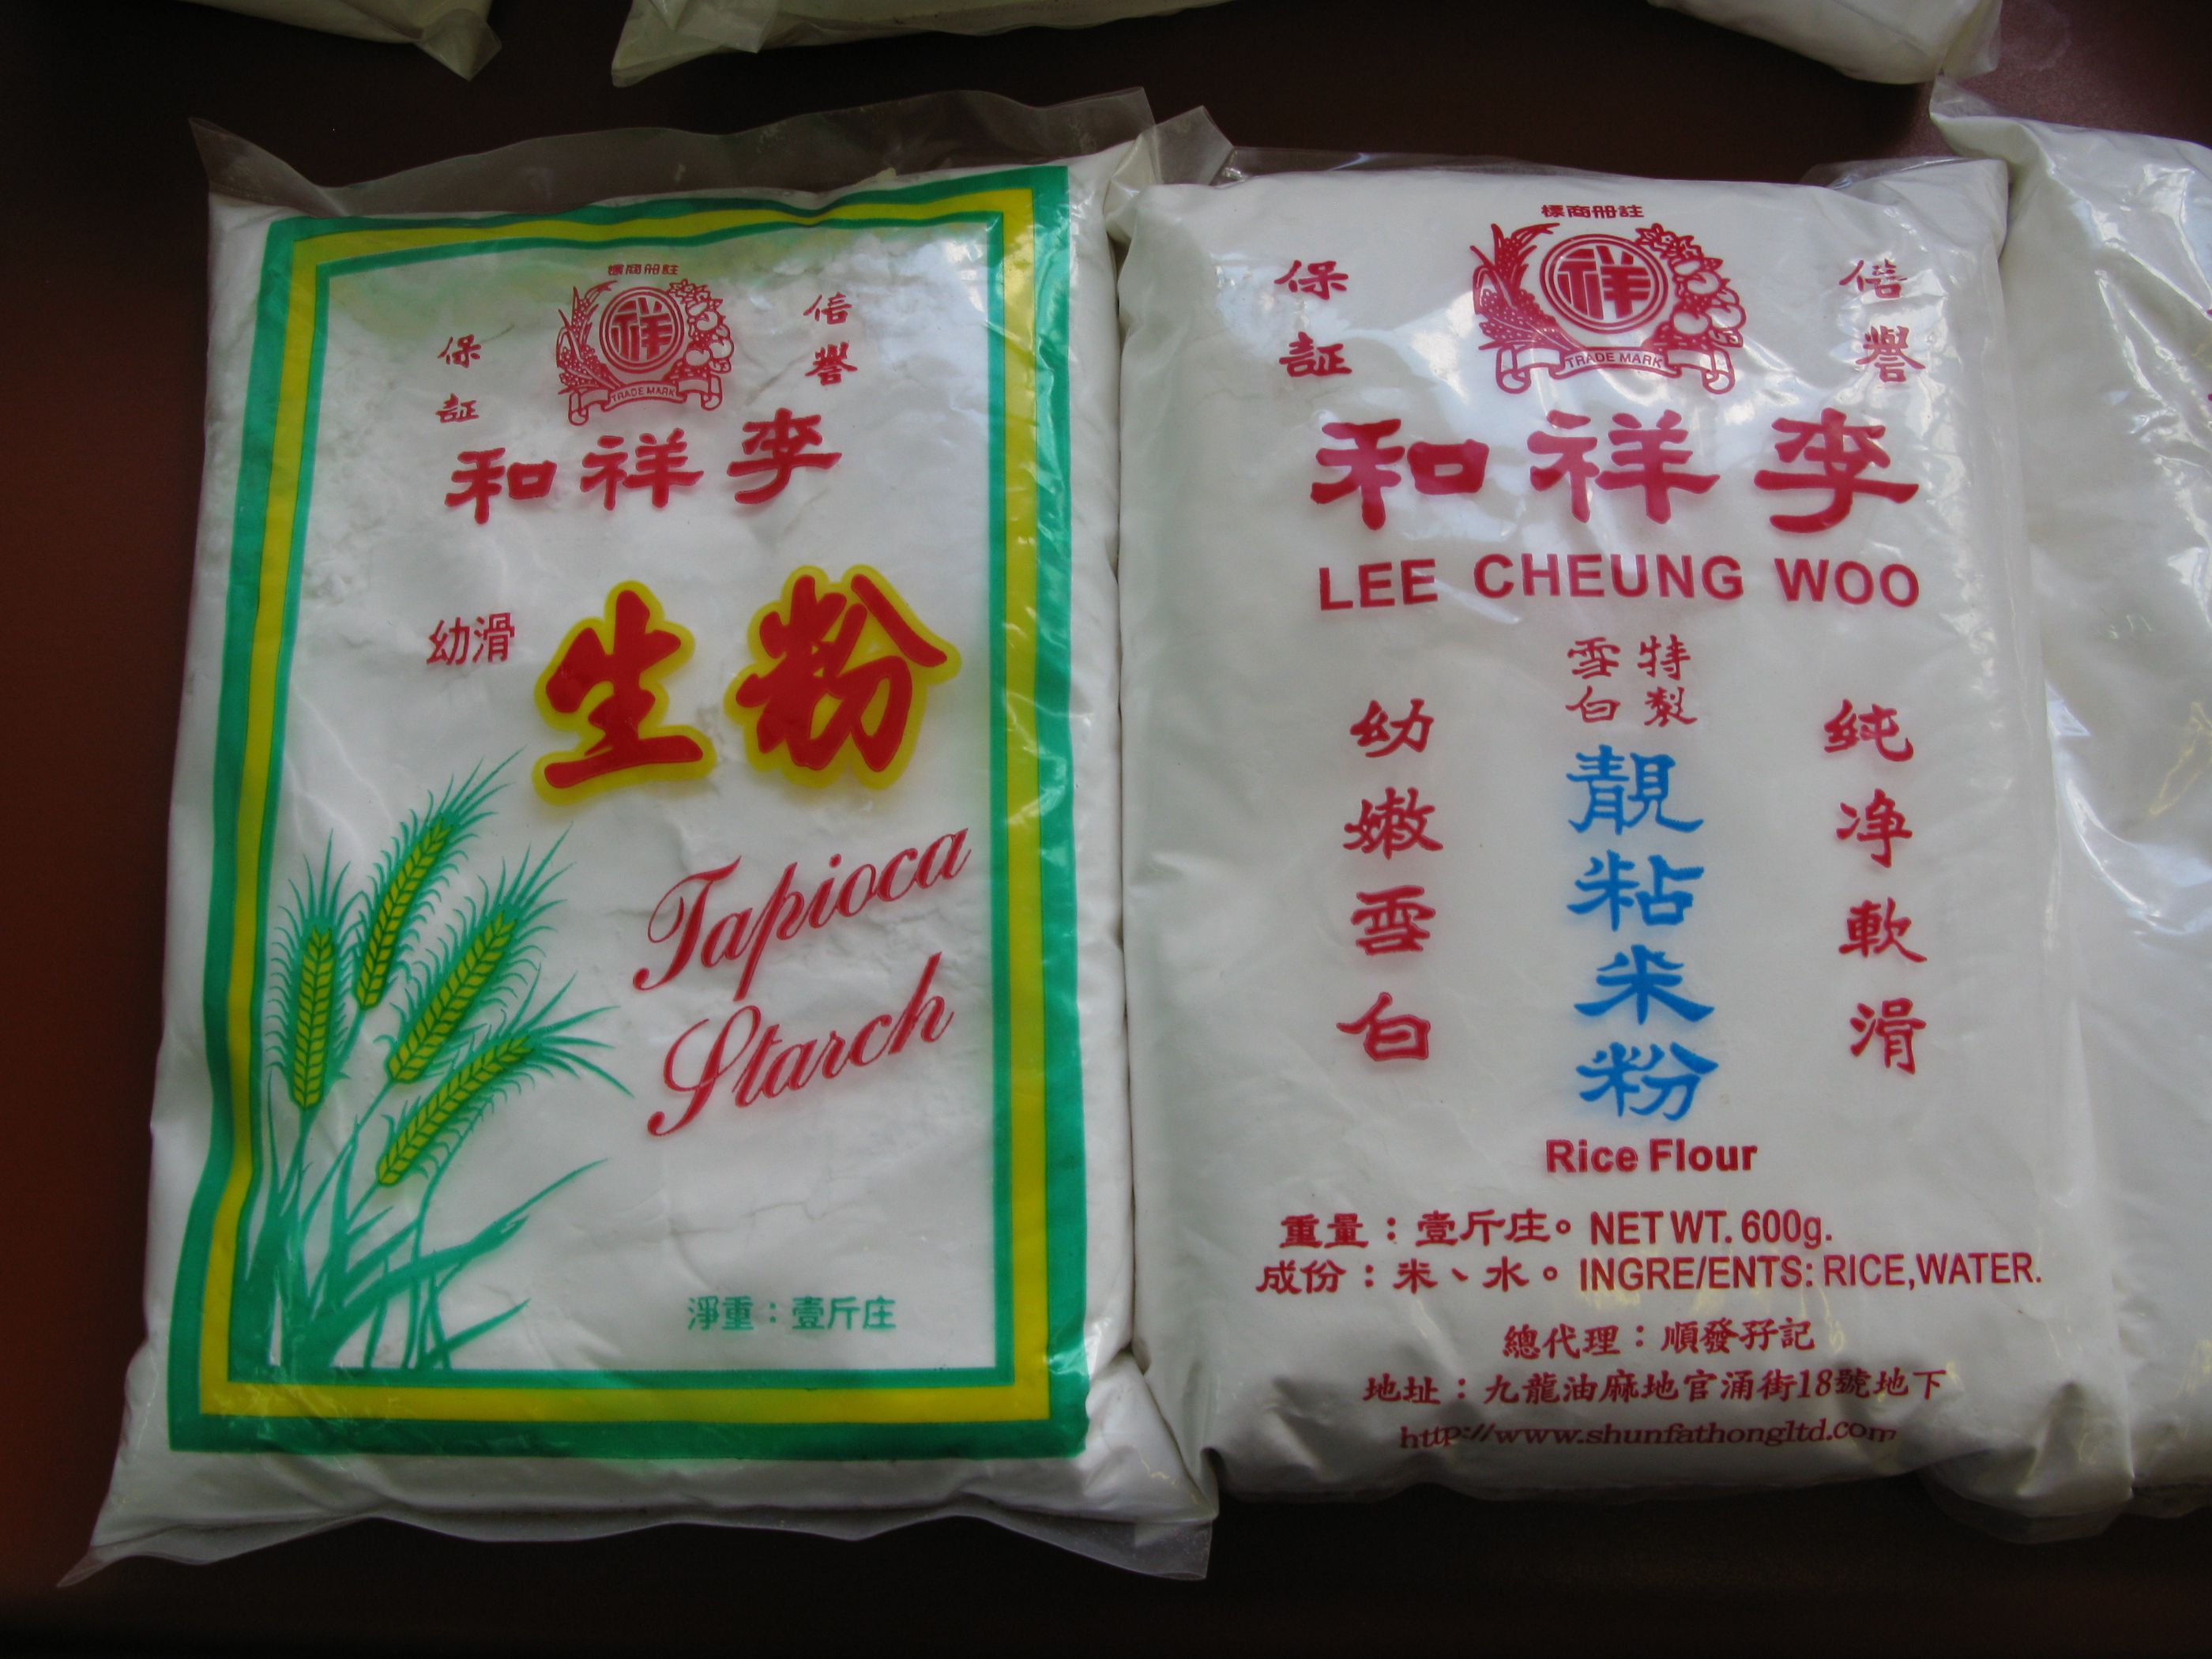 標商册註
祥
TRADE MARK
保証
信譽
和祥李
幼滑
生粉
Tapioca
Starch
淨重：壹斤庄
標商册註
祥
TRADE MARK
保証
信譽
和祥李
LEE CHEUNG WOO
特製
雪白
純净軟滑
靚粘米粉
幼嫩雪白
Rice Flour
重量：壹斤庄。NET WT. 600g.
成份：米、水。INGRE/ENTS: RICE,WATER.
總代理：順發孖記
地址：九龍油麻地官涌街18號地下
http://www.shunfathongltd.com